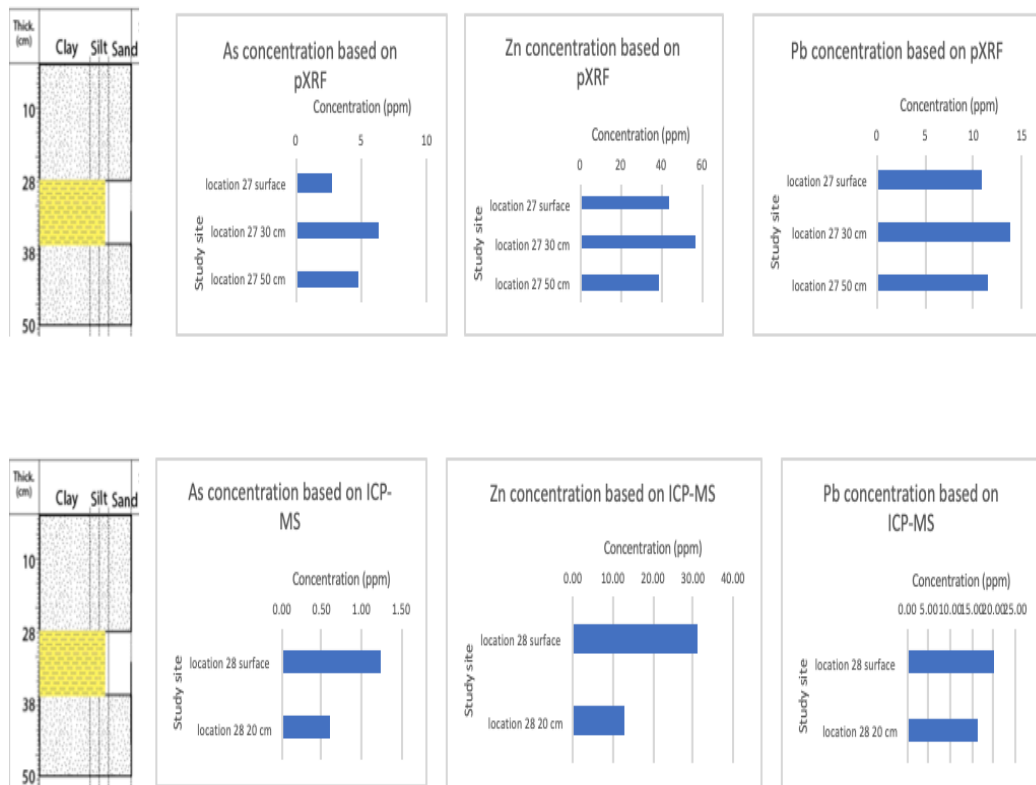 Thick.
(cm)
Clay Silt Sand
10
28
38
50
As concentration based on
pXRF
Concentration (ppm)
0 5 10
location 27 surface
location 27 30 cm
location 27 50 cm
Study site
Zn concentration based on
pXRF
Concentration (ppm)
0 20 40 60
location 27 surface
location 27 30 cm
location 27 50 cm
Study site
Pb concentration based on pXRF
Concentration (ppm)
0 5 10 15
location 27 surface
location 27 30 cm
location 27 50 cm
Study site
Thick.
(cm)
Clay Silt Sand
10
28
38
50
As concentration based on ICP-
MS
Concentration (ppm)
0.00 0.50 1.00 1.50
location 28 surface
location 28 20 cm
Study site
Zn concentration based on ICP-MS
Concentration (ppm)
0.00 10.00 20.00 30.00 40.00
location 28 surface
location 28 20 cm
Study site
Pb concentration based on
ICP-MS
Concentration (ppm)
0.00 5.00 10.00 15.00 20.00 25.00
location 28 surface
location 28 20 cm
Study site